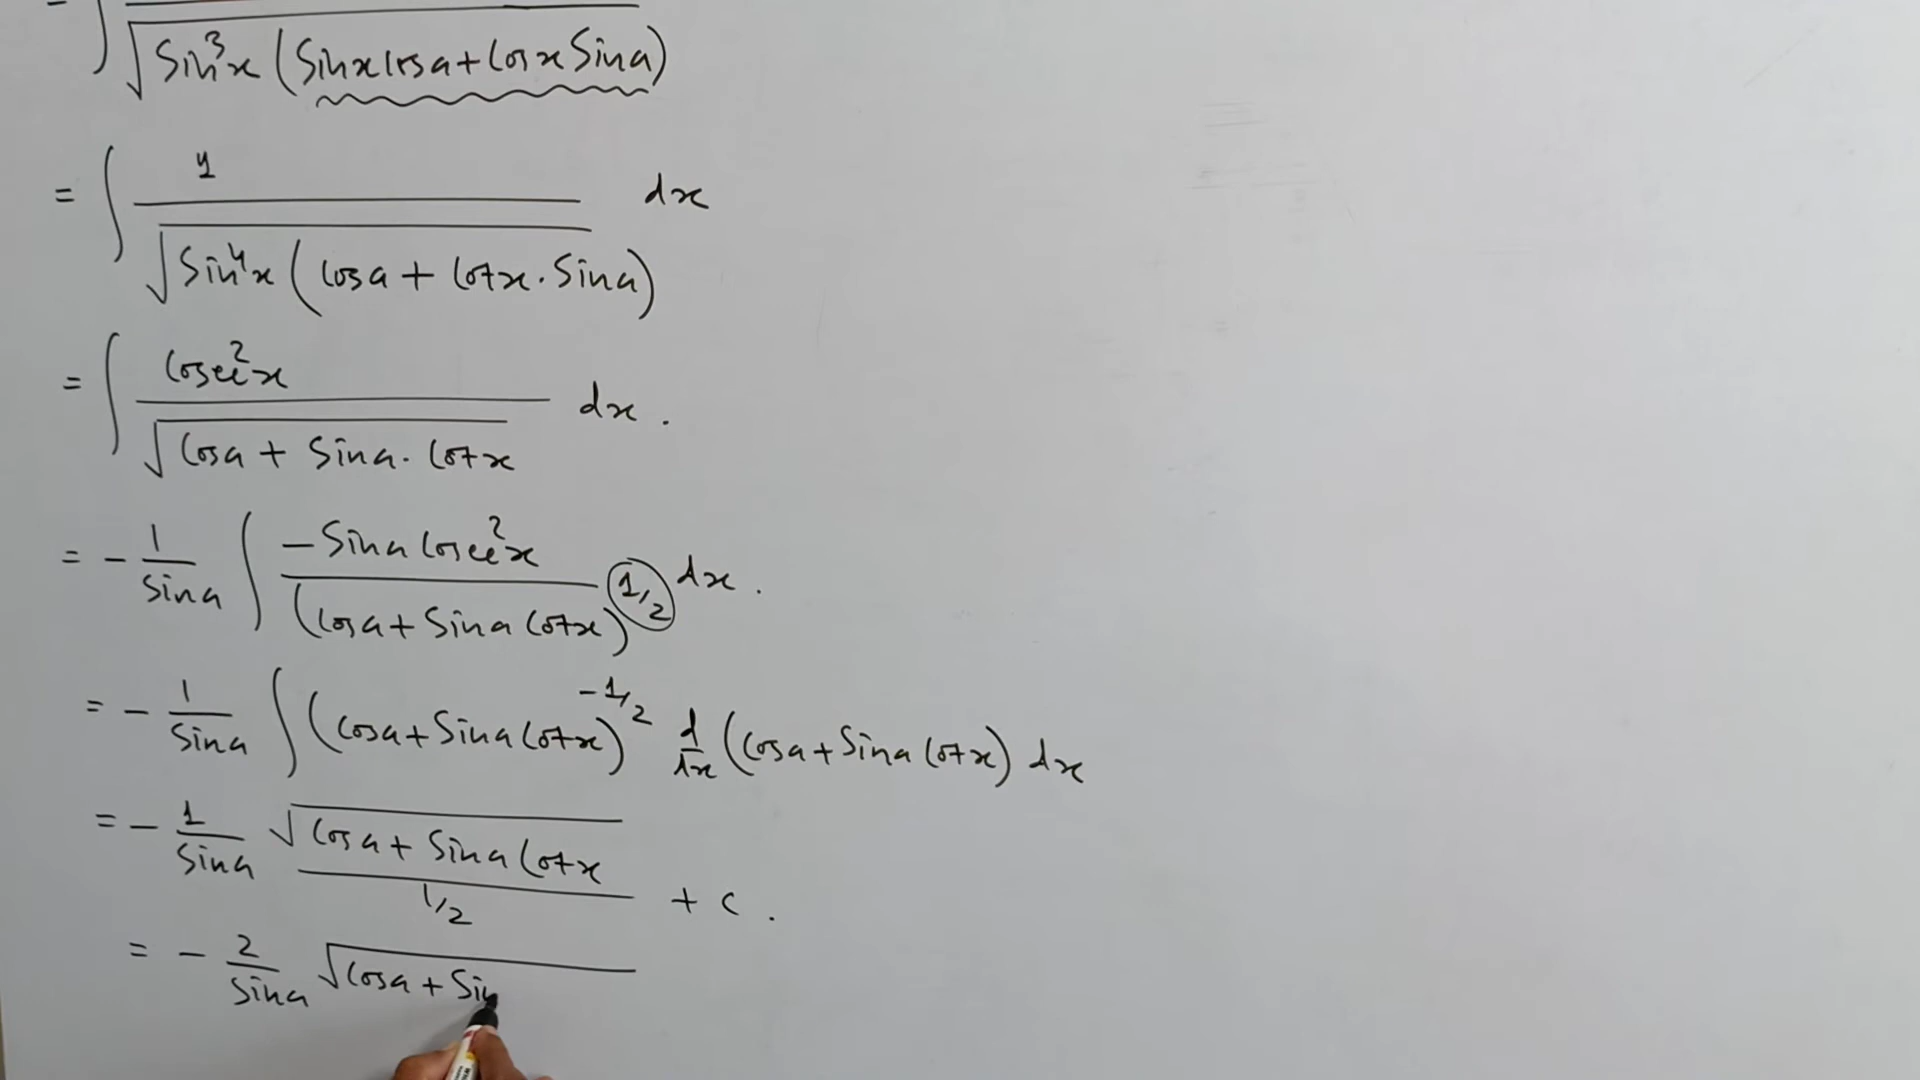 ∫ √Sin³x (Sinx Cosa + Cosx Sina)
= ∫ 1 / √Sin⁴x (Cosa + Cotx . Sina) dx
= ∫ Cosec²x / √Cosa + Sina . Cotx dx .
= - 1/Sina ∫ -Sina Cosec²x / (Cosa + Sina Cotx)^1/2 dx .
= - 1/Sina ∫ (Cosa + Sina Cotx)^-1/2 d/dx (Cosa + Sina Cotx) dx
= - 1/Sina √Cosa + Sina Cotx / 1/2 + c .
= - 2/Sina √Cosa + Sin